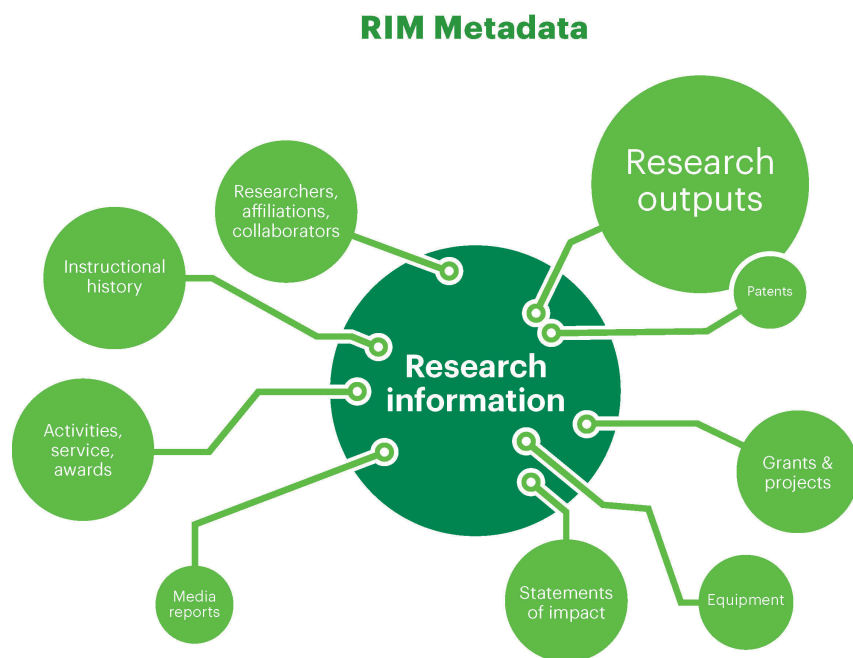 RIM Metadata
Researchers,
affiliations,
collaborators
Research
outputs
Instructional
history
Patents
Research
information
Activities,
service,
awards
Grants &
projects
Media
reports
Statements
of impact
Equipment